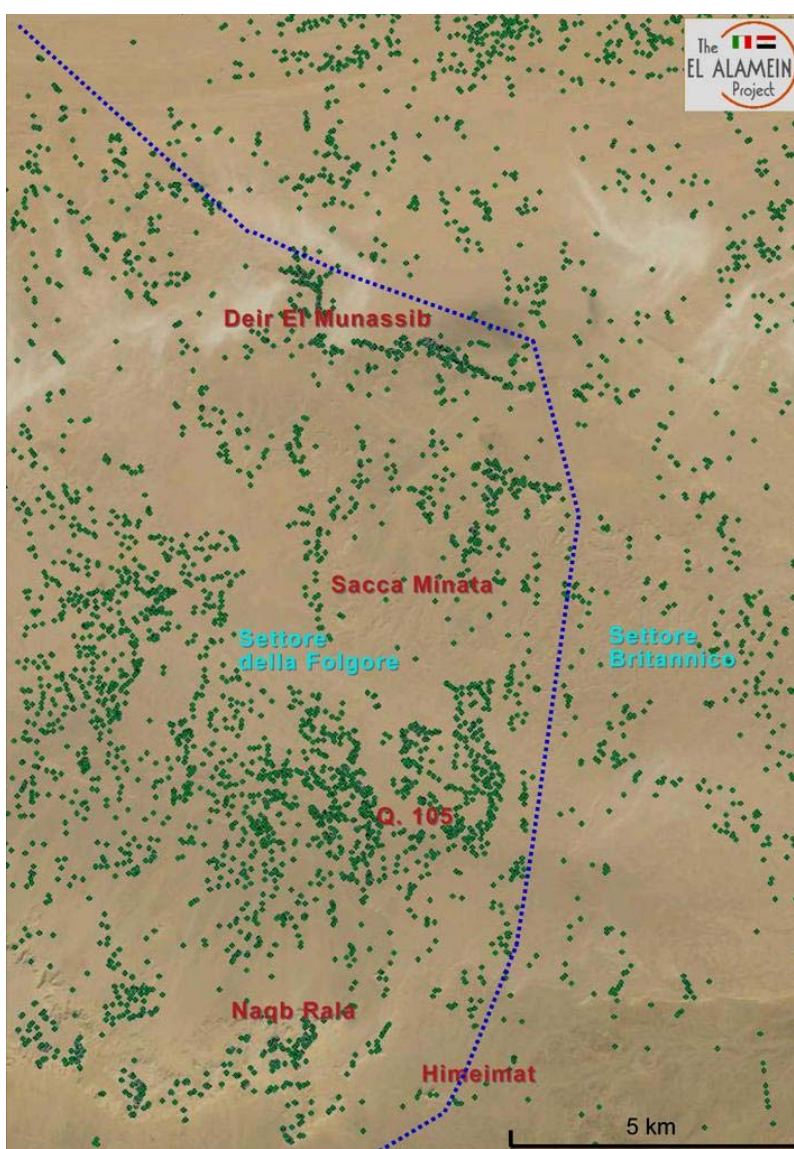 The
EL ALAMEIN
Project
Deir El Munassib
Sacca Minata
Settore
della Folgore
Settore
Britannico
Q. 105
Naqb Rala
Himeimat
5 km